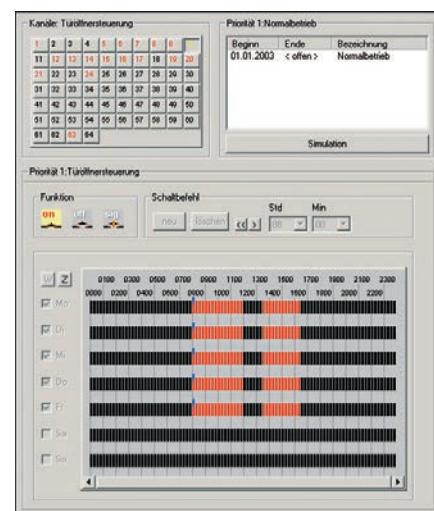 Kanäle: Türöffnersteuerung
1 2 3 4 5 6 7 8 9
11 12 13 14 15 16 17 18 19 20
21 22 23 24 25 26 27 28 29 30
31 32 33 34 35 36 37 38 39 40
41 42 43 44 45 46 47 48 49 50
51 52 53 54 55 56 57 58 59 60
61 62 63 64
Priorität 1:Normalbetrieb
Beginn Ende Bezeichnung
01.01.2003 < offen > Normalbetrieb
Simulation
Priorität 1:Türöffnersteuerung
Funktion
on off
Schaltbefehl
neu löschen << >
Std Min
W Z
0100 0300 0500 0700 0900 1100 1300 1500 1700 1900 2100 2300
0000 0200 0400 0600 0800 1000 1200 1400 1600 1800 2000 2200
Mo
Di
Mi
Do
Fr
Sa
So